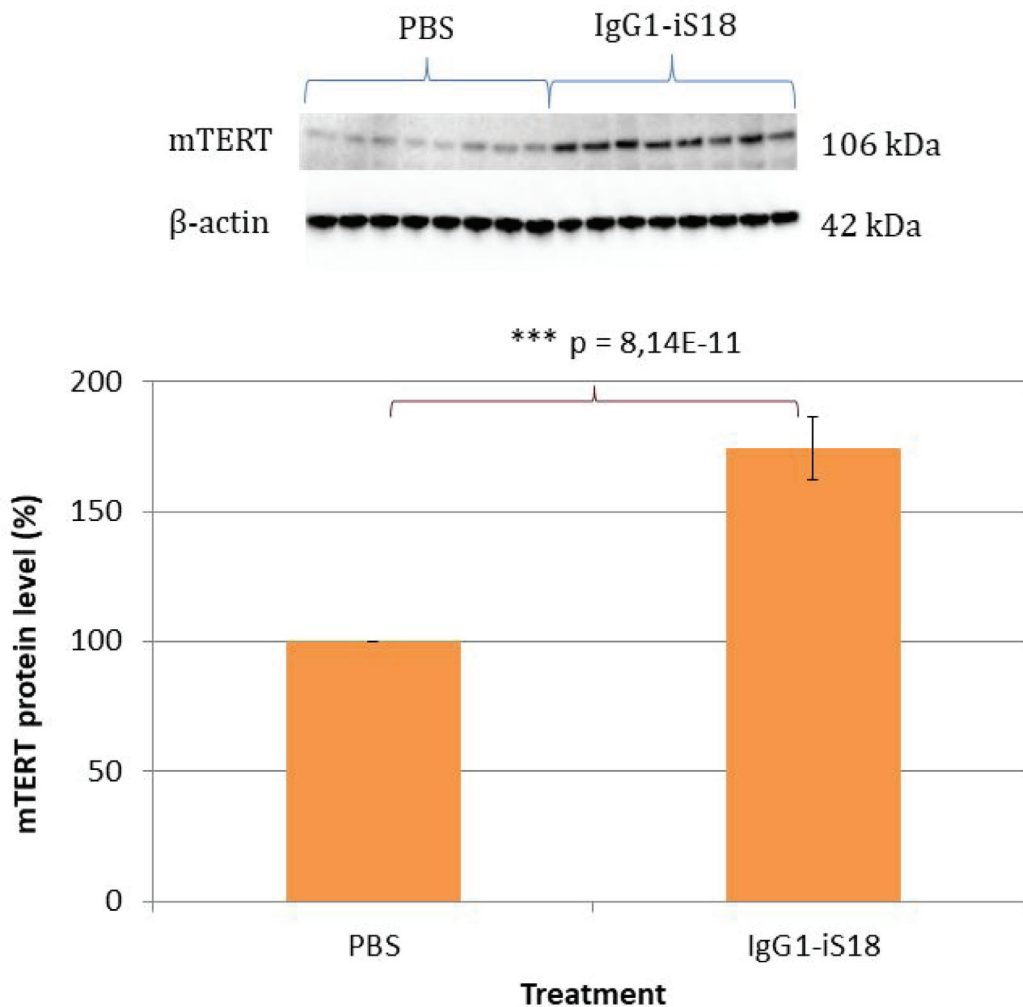 PBS IgG1-iS18
mTERT 106 kDa
β-actin 42 kDa
*** p = 8,14E-11
200
150
100
50
0
mTERT protein level (%)
PBS IgG1-iS18
Treatment